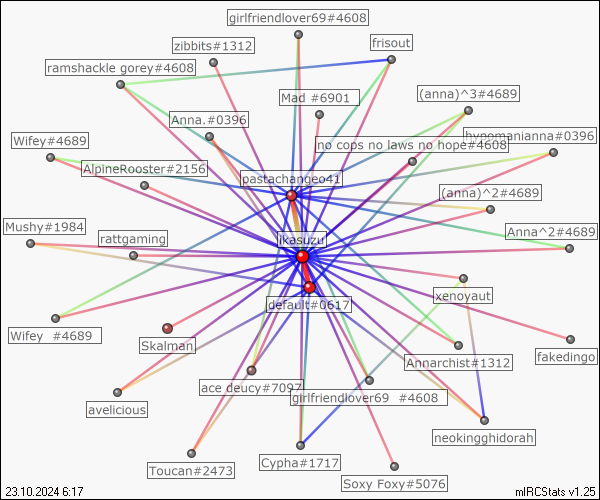 girlfriendlover69#4608
zibbits#1312
frisout
ramshackle gorey#4608
Mad #6901
(anna)^3#4689
Anna.#0396
Wifey#4689
no cops no laws no hope#4608
hypomanianna#0396
AlpineRooster#2156
pastachangeo41
(anna)^2#4689
Mushy#1984
rattgaming
ikasuzu
Anna^2#4689
default#0617
xenoyaut
Wifey #4689
Skalman
Annarchist#1312
fakedingo
ace deucy#7097
girlfriendlover69 #4608
avelicious
neokingghidorah
Toucan#2473
Cypha#1717
Soxy Foxy#5076
23.10.2024 6:17
mIRCStats v1.25